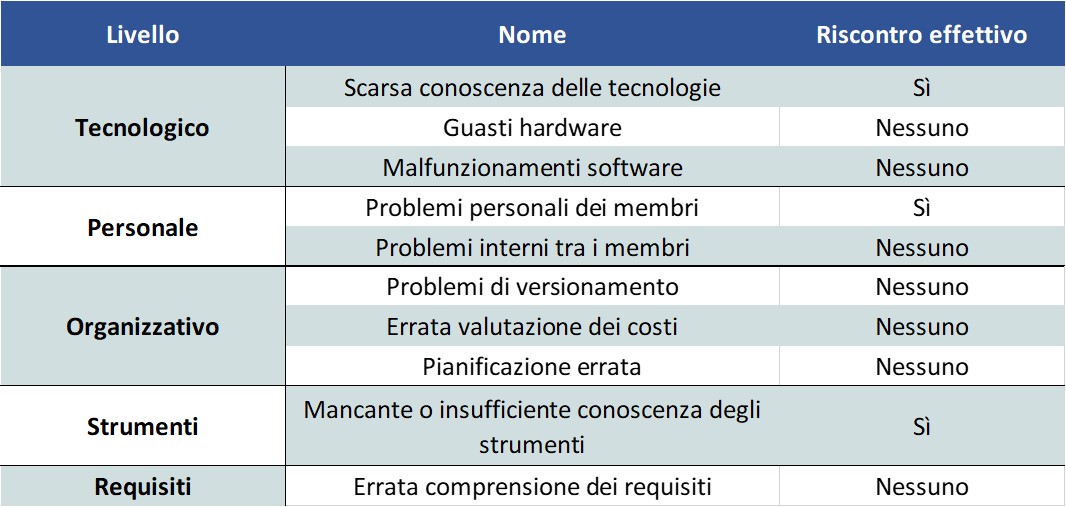 Livello Nome Riscontro effettivo
Tecnologico
Scarsa conoscenza delle tecnologie Sì
Guasti hardware Nessuno
Malfunzionamenti software Nessuno
Personale
Problemi personali dei membri Sì
Problemi interni tra i membri Nessuno
Organizzativo
Problemi di versionamento Nessuno
Errata valutazione dei costi Nessuno
Pianificazione errata Nessuno
Strumenti
Mancante o insufficiente conoscenza degli
strumenti
Sì
Requisiti Errata comprensione dei requisiti Nessuno